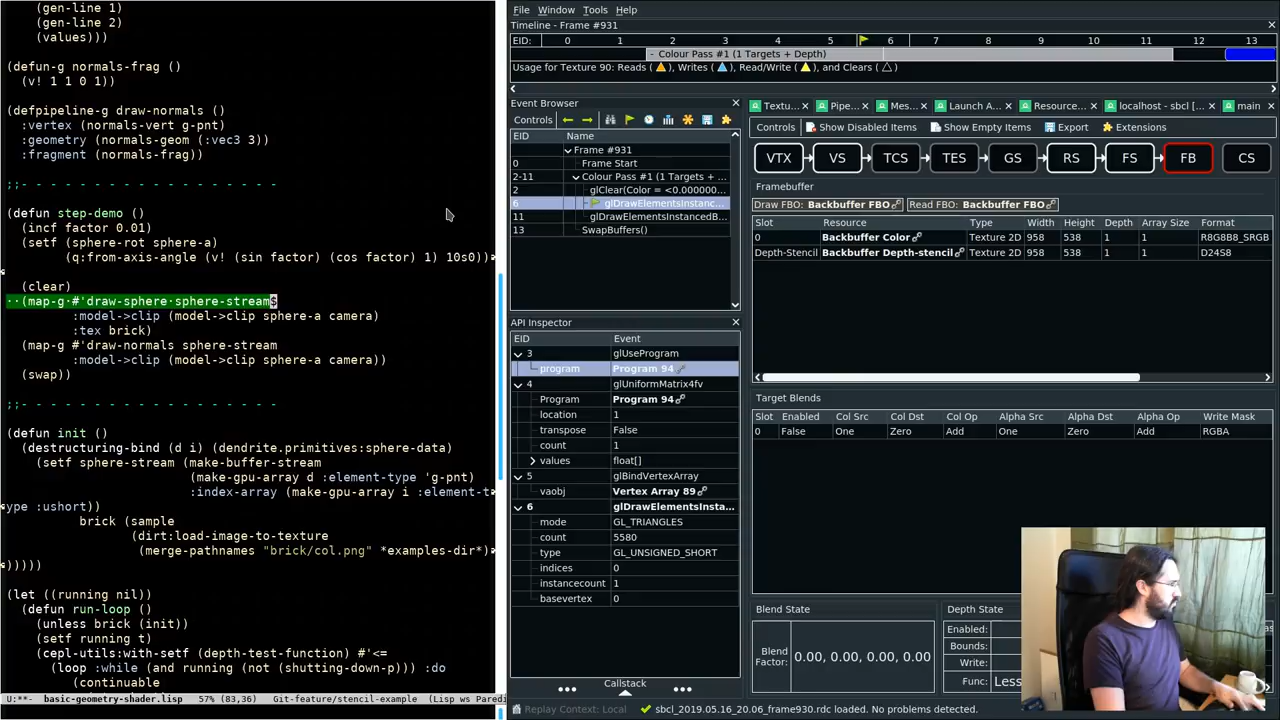 (gen-line 1)
(gen-line 2)
(values)))
(defun-g normals-frag ()
(v! 1 1 0 1))
(defpipeline-g draw-normals ()
:vertex (normals-vert g-pnt)
:geometry (normals-geom (:vec3 3))
:fragment (normals-frag))
;;- - - - - - - - - - - - - - - - - -
(defun step-demo ()
(incf factor 0.01)
(setf (sphere-rot sphere-a)
(q:from-axis-angle (v! (sin factor) (cos factor) 1) 10s0))
(clear)
··(map-g·#'draw-sphere·sphere-stream$
:model->clip (model->clip sphere-a camera)
:tex brick)
(map-g #'draw-normals sphere-stream
:model->clip (model->clip sphere-a camera))
(swap))
;;- - - - - - - - - - - - - - - - - -
(defun init ()
(destructuring-bind (d i) (dendrite.primitives:sphere-data)
(setf sphere-stream (make-buffer-stream
(make-gpu-array d :element-type 'g-pnt)
:index-array (make-gpu-array i :element-t
ype :ushort))
brick (sample
(dirt:load-image-to-texture
(merge-pathnames "brick/col.png" *examples-dir*)
)))))
(let ((running nil))
(defun run-loop ()
(unless brick (init))
(setf running t)
(cepl-utils:with-setf (depth-test-function) #'<=
(loop :while (and running (not (shutting-down-p))) :do
(continuable
U:**- basic-geometry-shader.lisp 57% (83,36) Git-feature/stencil-example (Lisp ws Paredi
File Window Tools Help
Timeline - Frame #931
EID: 0 1 2 3 4 5 6 7 8 9 10 11 12 13
- Colour Pass #1 (1 Targets + Depth)
Usage for Texture 90: Reads ( ), Writes ( ), Read/Write ( ), and Clears ( )
Event Browser
Controls
EID Name
Frame #931
0 Frame Start
2-11 Colour Pass #1 (1 Targets + ...
2 glClear(Color = <0.000000...
6 glDrawElementsInstanc...
11 glDrawElementsInstancedB...
13 SwapBuffers()
API Inspector
EID Event
3 glUseProgram
program Program 94
4 glUniformMatrix4fv
Program Program 94
location 1
transpose False
count 1
values float[]
5 glBindVertexArray
vaobj Vertex Array 89
6 glDrawElementsInsta...
mode GL_TRIANGLES
count 5580
type GL_UNSIGNED_SHORT
indices 0
instancecount 1
basevertex 0
Callstack
Textu... Pipe... Mes... Launch A... Resource... localhost - sbcl [... main
Controls Show Disabled Items Show Empty Items Export Extensions
VTX VS TCS TES GS RS FS FB CS
Framebuffer
Draw FBO: Backbuffer FBO Read FBO: Backbuffer FBO
Slot Resource Type Width Height Depth Array Size Format
0 Backbuffer Color Texture 2D 958 538 1 1 R8G8B8_SRGB
Depth-Stencil Backbuffer Depth-stencil Texture 2D 958 538 1 1 D24S8
Target Blends
Slot Enabled Col Src Col Dst Col Op Alpha Src Alpha Dst Alpha Op Write Mask
0 False One Zero Add One Zero Add RGBA
Blend State
Blend Factor: 0.00, 0.00, 0.00, 0.00
Depth State
Enabled:
Bounds:
Write:
Func: Less
Replay Context: Local sbcl_2019.05.16_20.06_frame930.rdc loaded. No problems detected.